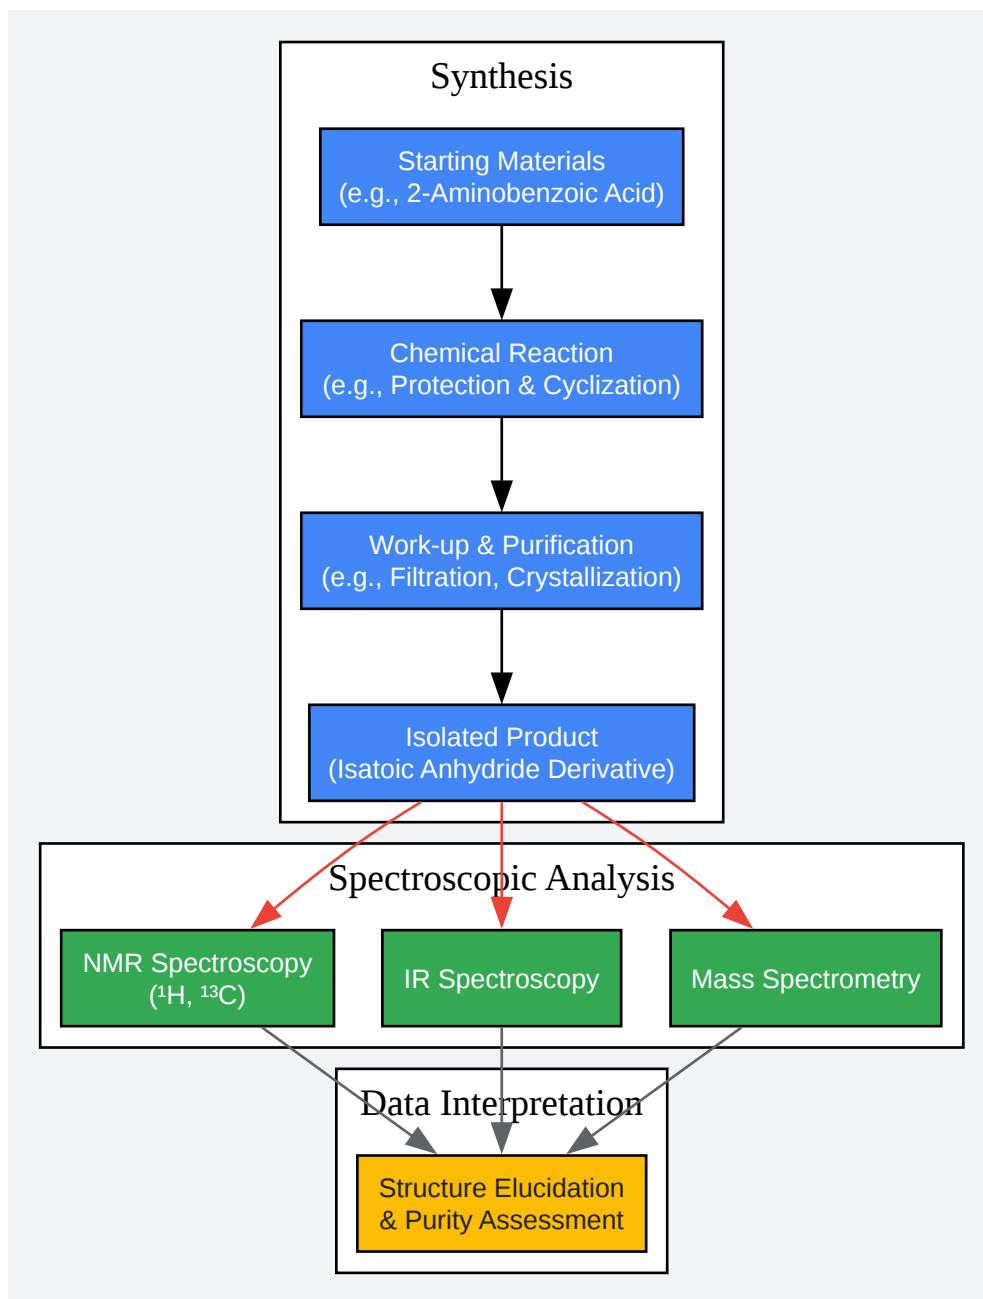 Synthesis
Starting Materials
(e.g., 2-Aminobenzoic Acid)
Chemical Reaction
(e.g., Protection & Cyclization)
Work-up & Purification
(e.g., Filtration, Crystallization)
Isolated Product
(Isatoic Anhydride Derivative)
Spectroscopic Analysis
NMR Spectroscopy
(¹H, ¹³C)
IR Spectroscopy
Mass Spectrometry
Data Interpretation
Structure Elucidation
& Purity Assessment